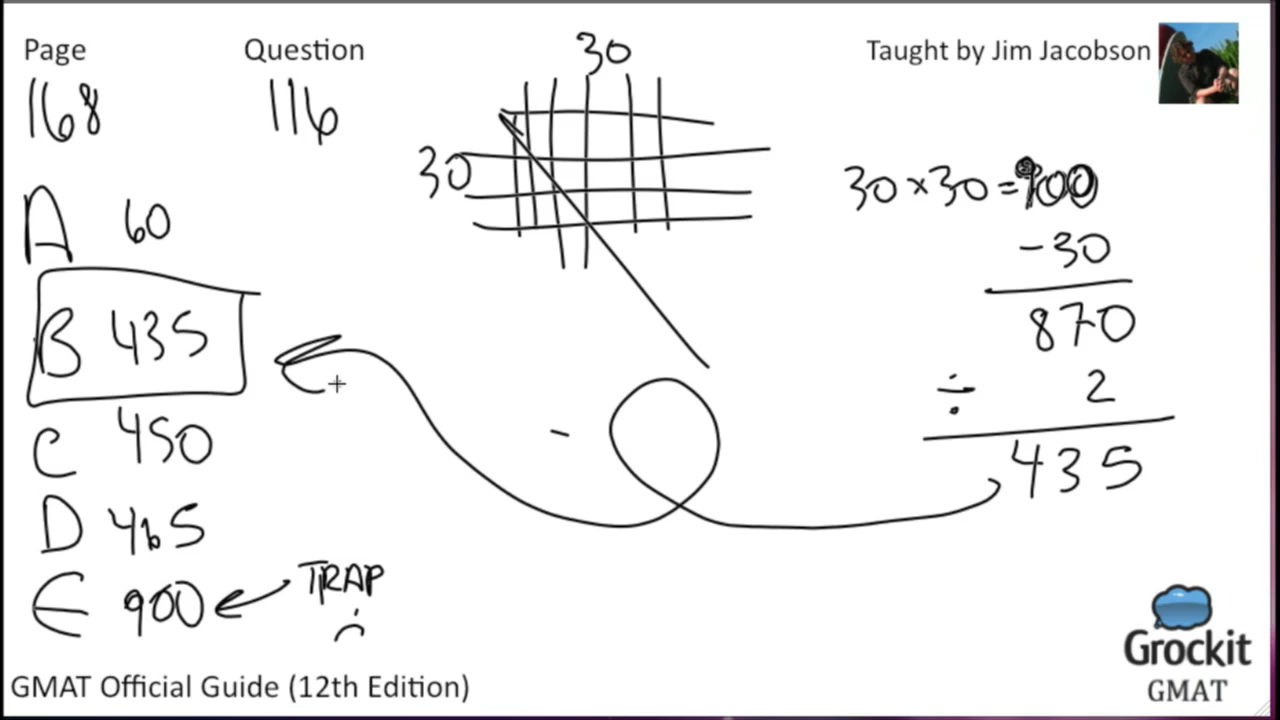 Page Question
168 116
Taught by Jim Jacobson
30
30
30×30=900
-30
870
÷ 2
435
A 60
B 435
C 450
D 465
E 900 TRAP
GMAT Official Guide (12th Edition)
Grockit
GMAT